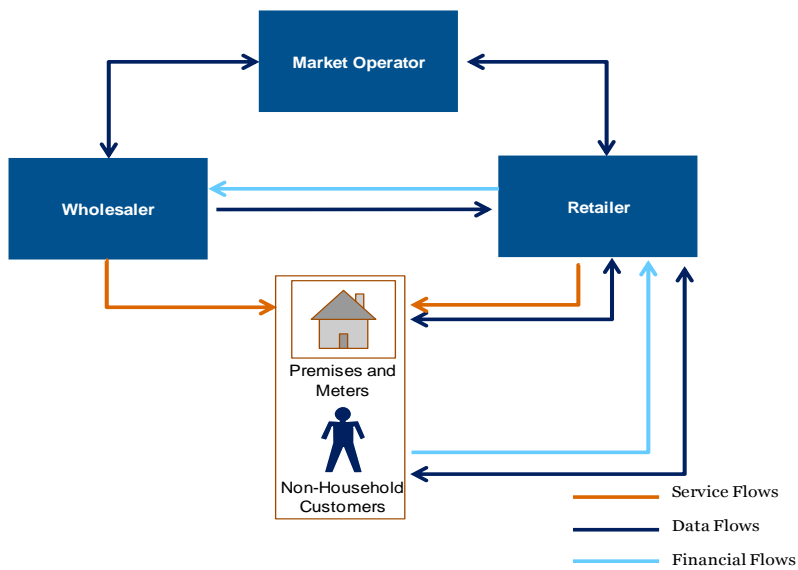 Market Operator
Wholesaler
Retailer
Premises and
Meters
Non-Household
Customers
Service Flows
Data Flows
Financial Flows